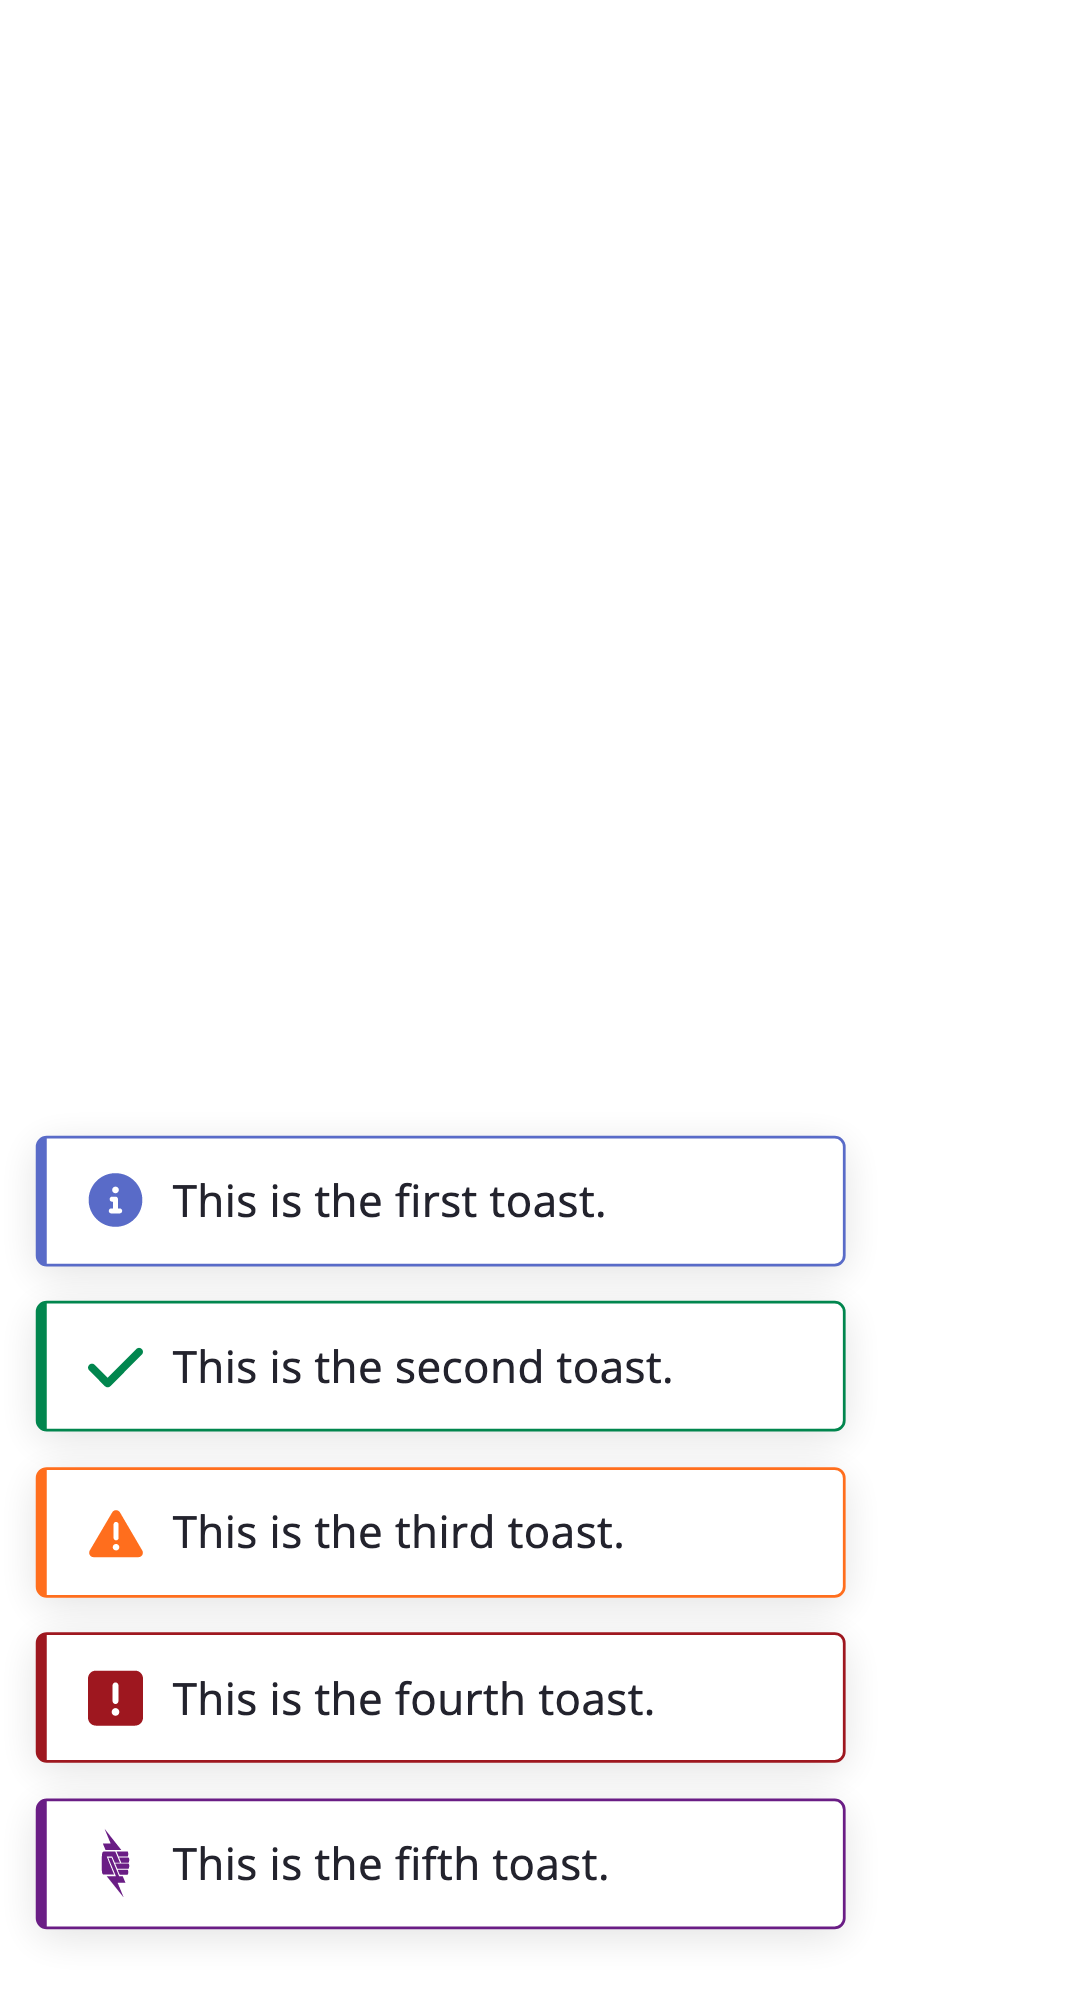 This is the first toast.
This is the second toast.
This is the third toast.
This is the fourth toast.
This is the fifth toast.